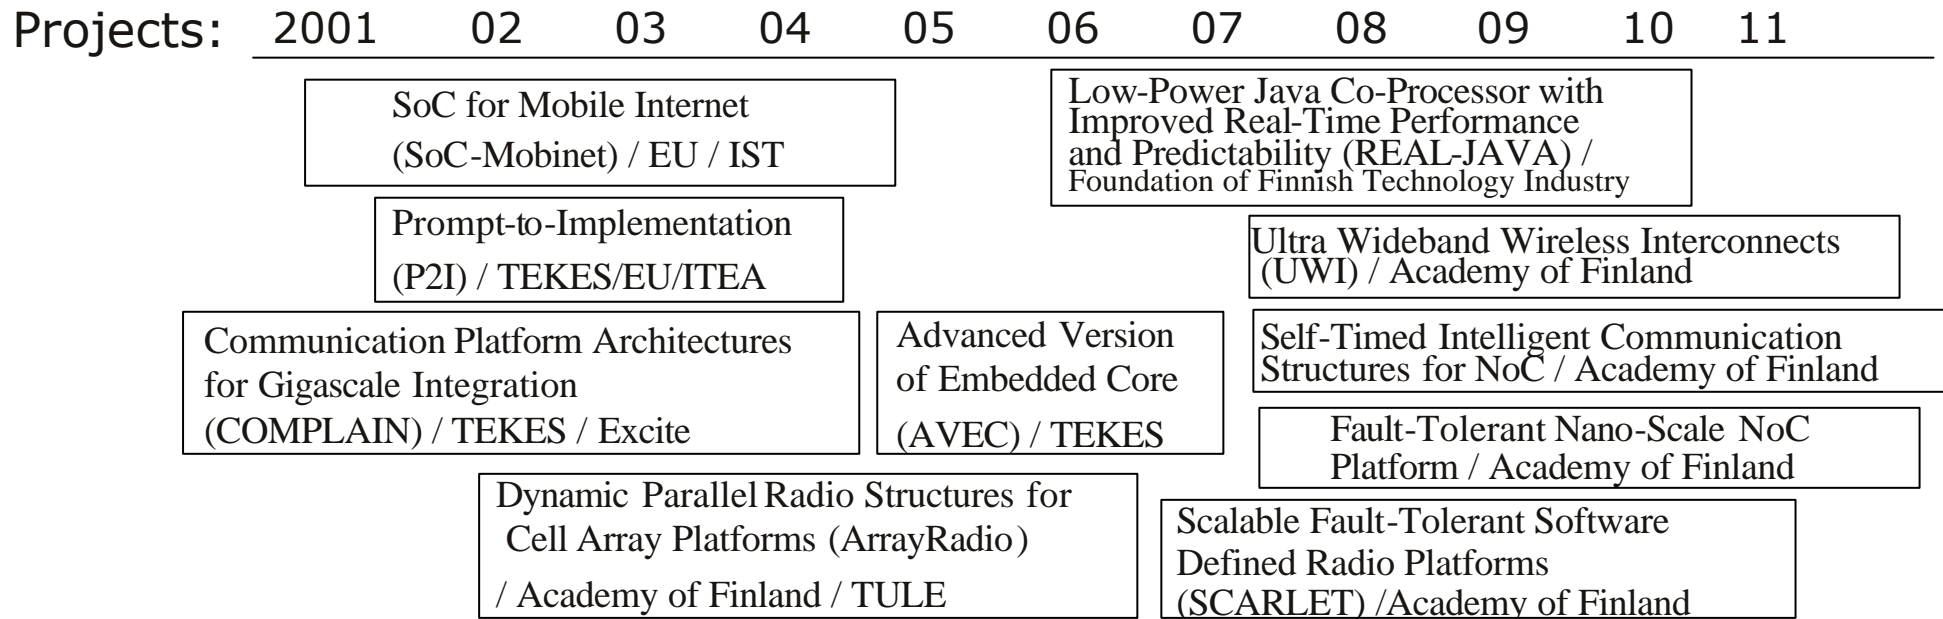 Projects: 2001 02 03 04 05 06 07 08 09 10 11
SoC for Mobile Internet
(SoC-Mobinet) / EU / IST
Low-Power Java Co-Processor with
Improved Real-Time Performance
and Predictability (REAL-JAVA) /
Foundation of Finnish Technology Industry
Prompt-to-Implementation
(P2I) / TEKES/EU/ITEA
Ultra Wideband Wireless Interconnects
(UWI) / Academy of Finland
Communication Platform Architectures
for Gigascale Integration
(COMPLAIN) / TEKES / Excite
Advanced Version
of Embedded Core
(AVEC) / TEKES
Self-Timed Intelligent Communication
Structures for NoC / Academy of Finland
Fault-Tolerant Nano-Scale NoC
Platform / Academy of Finland
Dynamic Parallel Radio Structures for
Cell Array Platforms (ArrayRadio)
/ Academy of Finland / TULE
Scalable Fault-Tolerant Software
Defined Radio Platforms
(SCARLET) /Academy of Finland